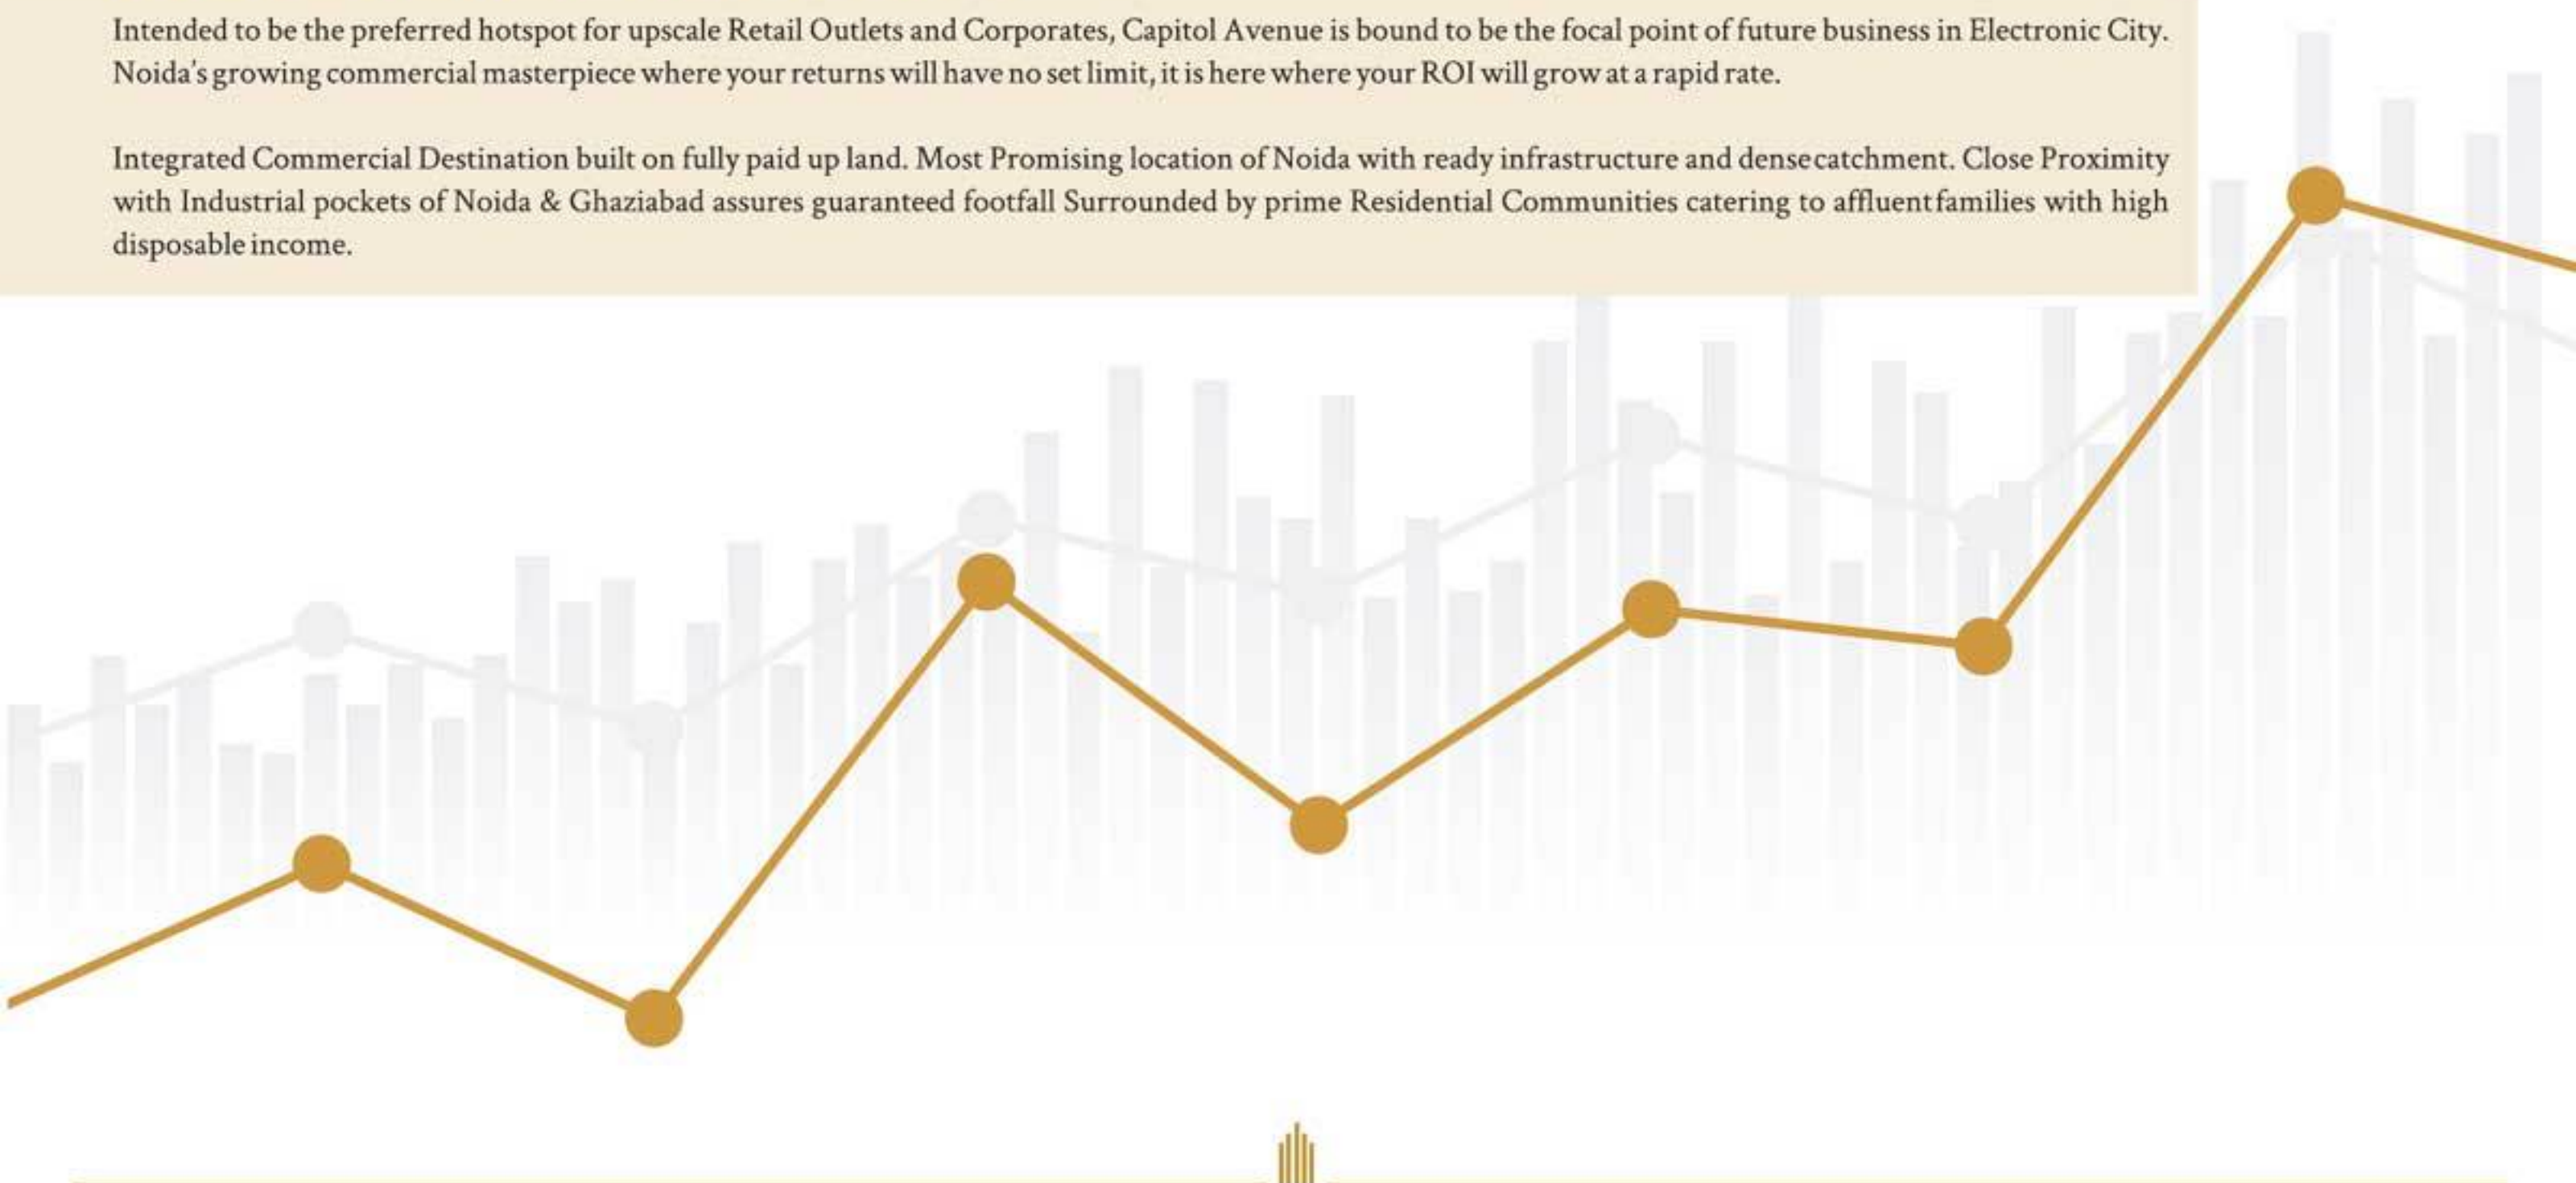 Intended to be the preferred hotspot for upscale Retail Outlets and Corporates, Capitol Avenue is bound to be the focal point of future business in Electronic City.
Noida's growing commercial masterpiece where your returns will have no set limit, it is here where your ROI will grow at a rapid rate.
Integrated Commercial Destination built on fully paid up land. Most Promising location of Noida with ready infrastructure and dense catchment. Close Proximity
with Industrial pockets of Noida & Ghaziabad assures guaranteed footfall Surrounded by prime Residential Communities catering to affluent families with high
disposable income.